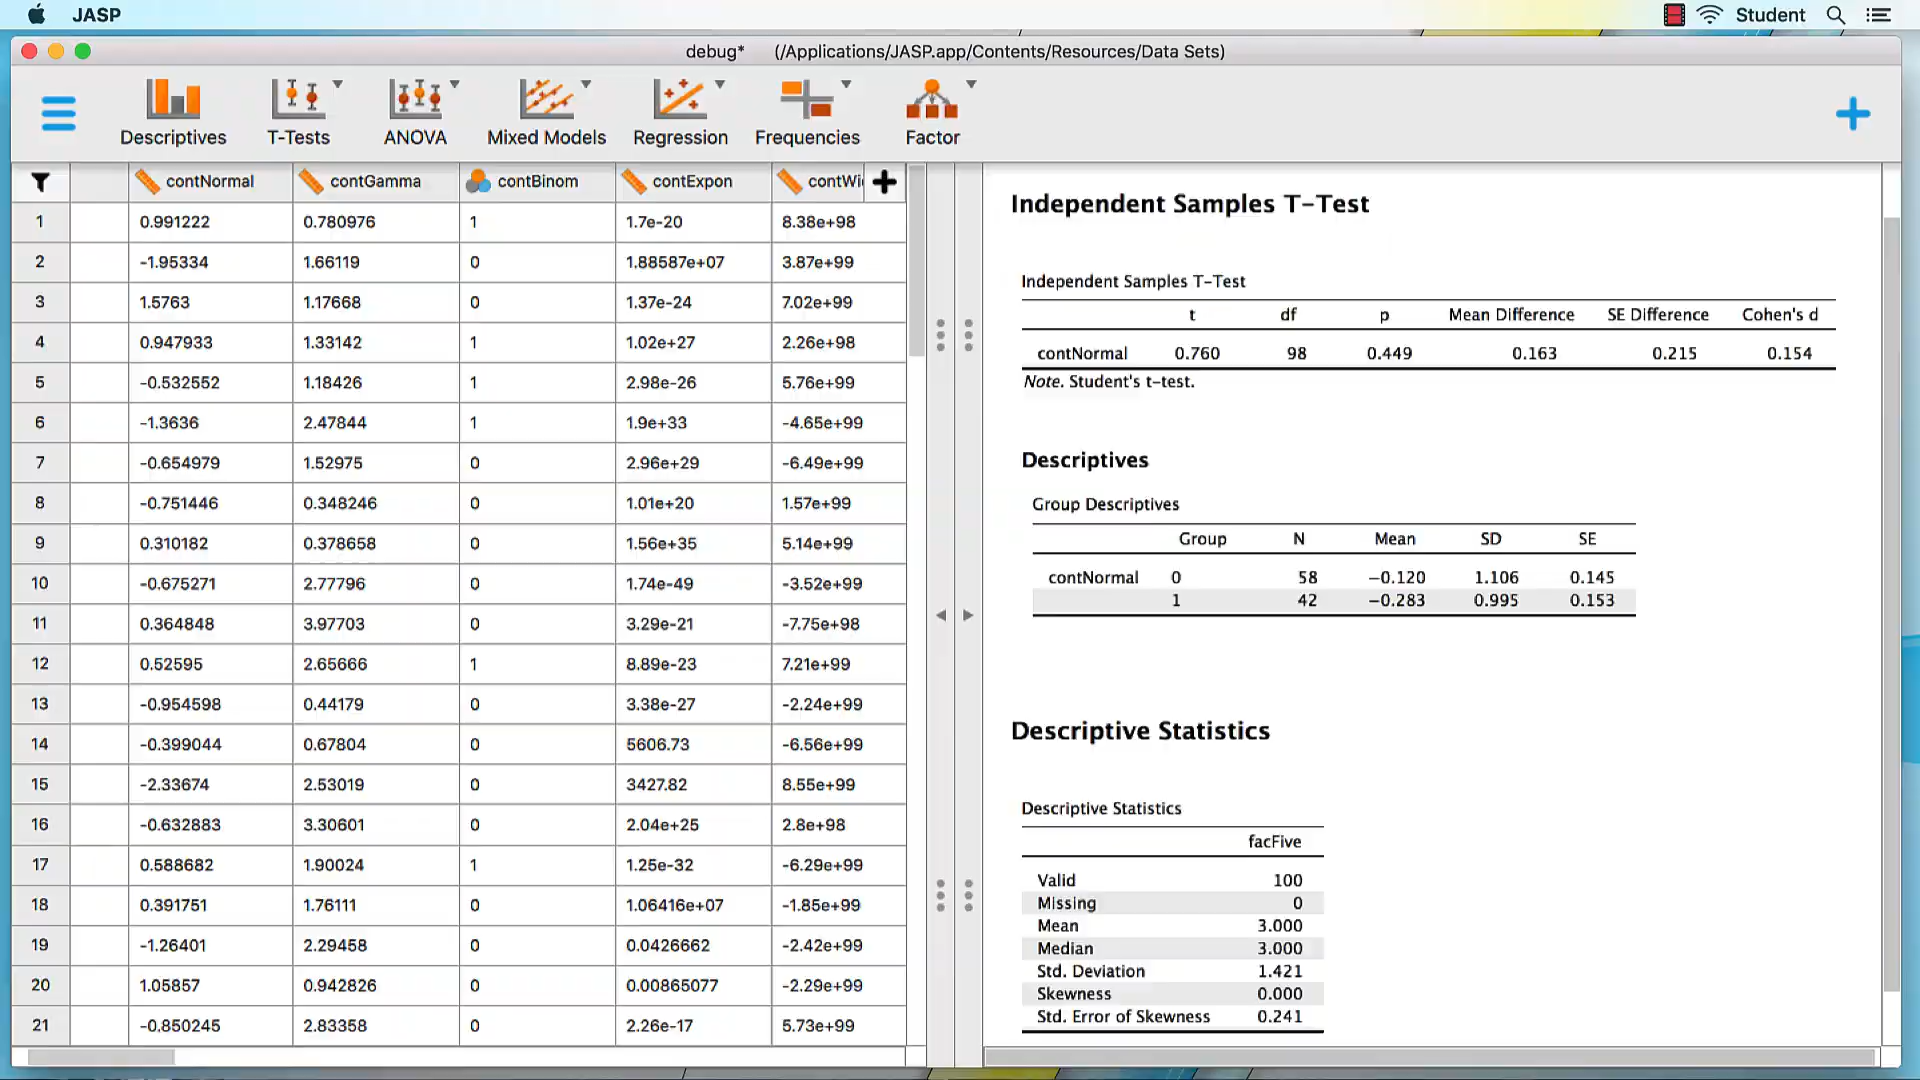 JASP Student
debug* (/Applications/JASP.app/Contents/Resources/Data Sets)
Descriptives T-Tests ANOVA Mixed Models Regression Frequencies Factor
contNormal contGamma contBinom contExpon contWi
1 0.991222 0.780976 1 1.7e-20 8.38e+98
2 -1.95334 1.66119 0 1.88587e+07 3.87e+99
3 1.5763 1.17668 0 1.37e-24 7.02e+99
4 0.947933 1.33142 1 1.02e+27 2.26e+98
5 -0.532552 1.18426 1 2.98e-26 5.76e+99
6 -1.3636 2.47844 1 1.9e+33 -4.65e+99
7 -0.654979 1.52975 0 2.96e+29 -6.49e+99
8 -0.751446 0.348246 0 1.01e+20 1.57e+99
9 0.310182 0.378658 0 1.56e+35 5.14e+99
10 -0.675271 2.77796 0 1.74e-49 -3.52e+99
11 0.364848 3.97703 0 3.29e-21 -7.75e+98
12 0.52595 2.65666 1 8.89e-23 7.21e+99
13 -0.954598 0.44179 0 3.38e-27 -2.24e+99
14 -0.399044 0.67804 0 5606.73 -6.56e+99
15 -2.33674 2.53019 0 3427.82 8.55e+99
16 -0.632883 3.30601 0 2.04e+25 2.8e+98
17 0.588682 1.90024 1 1.25e-32 -6.29e+99
18 0.391751 1.76111 0 1.06416e+07 -1.85e+99
19 -1.26401 2.29458 0 0.0426662 -2.42e+99
20 1.05857 0.942826 0 0.00865077 -2.29e+99
21 -0.850245 2.83358 0 2.26e-17 5.73e+99
Independent Samples T-Test
Independent Samples T-Test
t df p Mean Difference SE Difference Cohen's d
contNormal 0.760 98 0.449 0.163 0.215 0.154
Note. Student's t-test.
Descriptives
Group Descriptives
Group N Mean SD SE
contNormal 0 58 −0.120 1.106 0.145
1 42 −0.283 0.995 0.153
Descriptive Statistics
Descriptive Statistics
facFive
Valid 100
Missing 0
Mean 3.000
Median 3.000
Std. Deviation 1.421
Skewness 0.000
Std. Error of Skewness 0.241